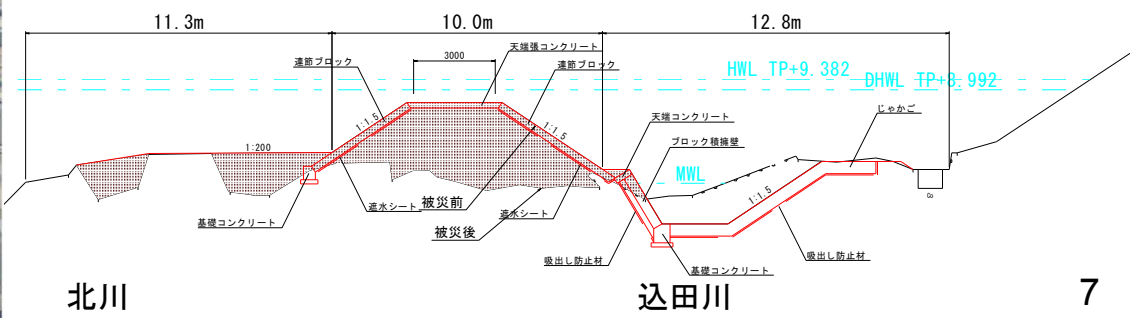 11.3m
10.0m
12.8m
天端張コンクリート
連節ブロック
3000
連節ブロック
HWL TP+9.382
DHWL TP+8.992
じゃかご
天端コンクリート
1:1.5
1:1.5
ブロック積擁壁
1:200
MWL
1:1.5
遮水シート
被災前
遮水シート
基礎コンクリート
被災後
吸出し防止材
吸出し防止材
基礎コンクリート
北川
込田川
7